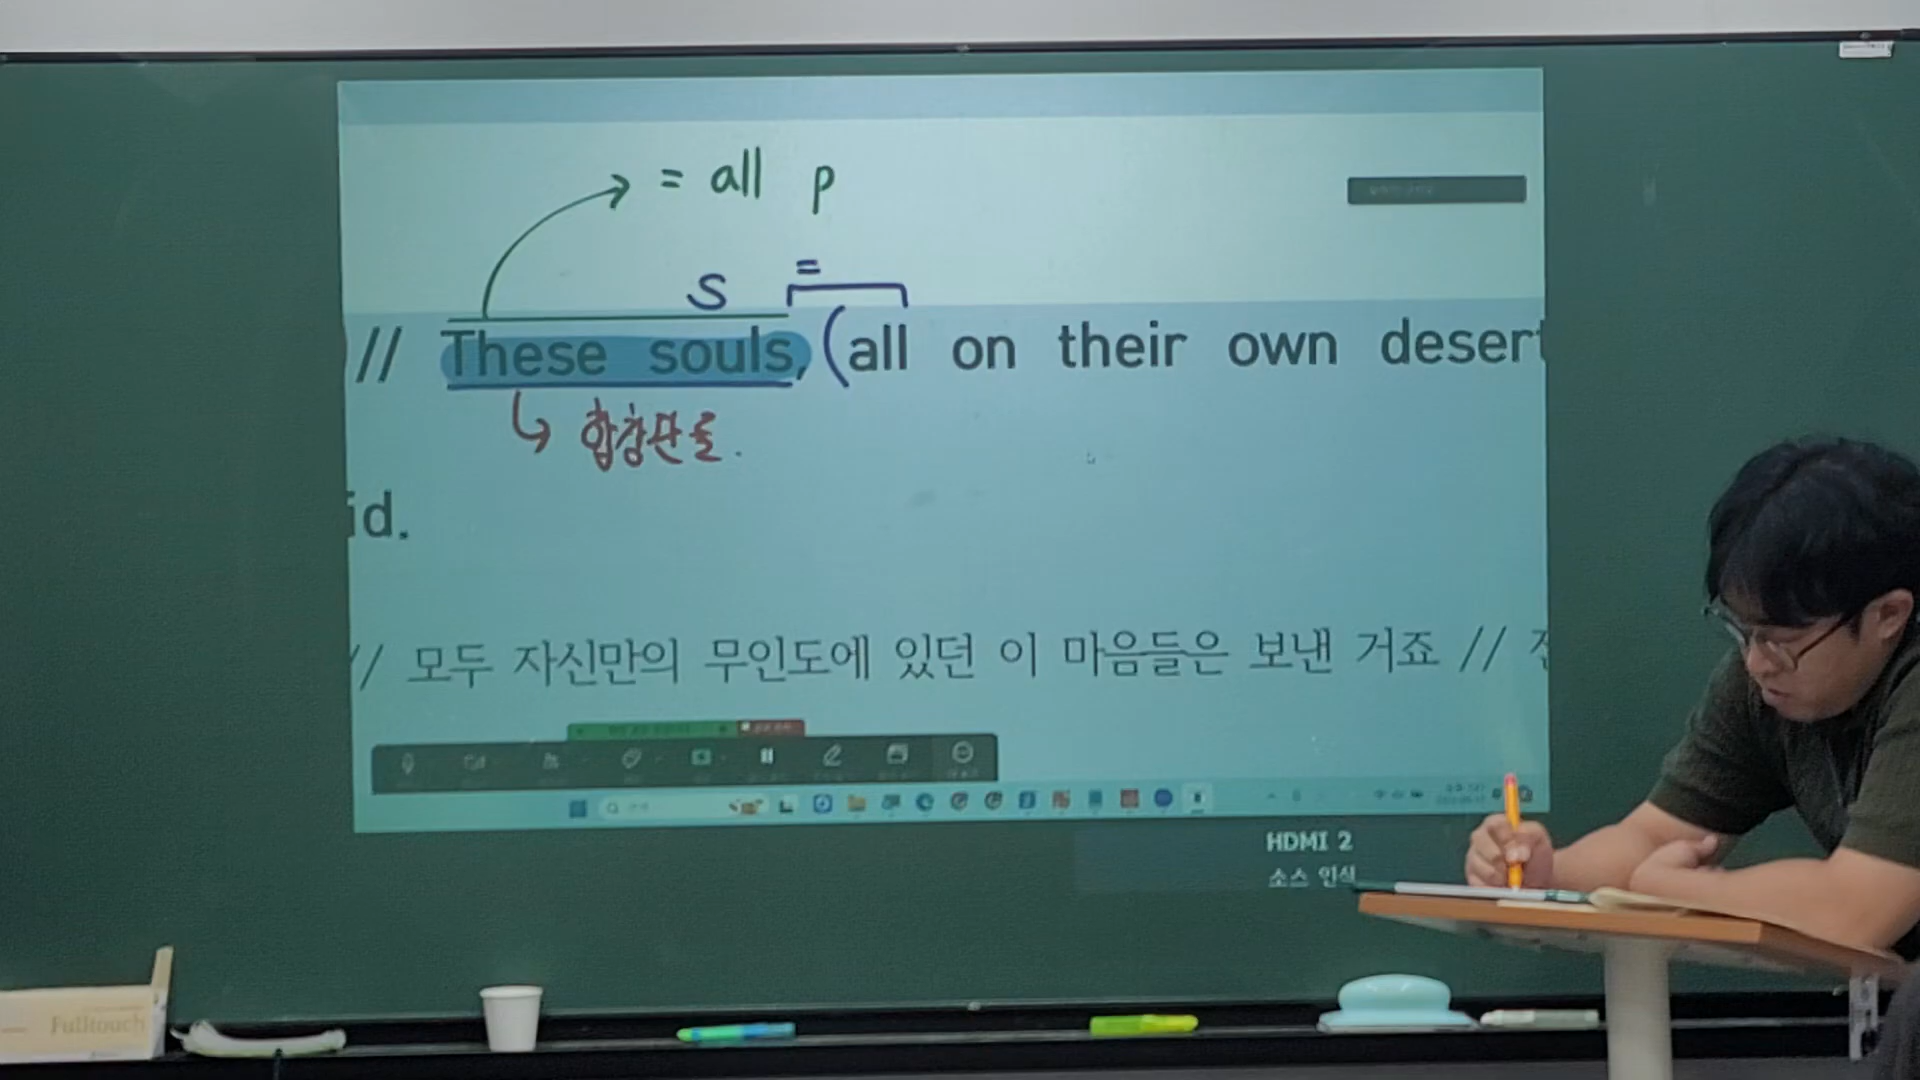 = all p
S =
// These souls, (all on their own desert
↳ 합창단들.
id.
// 모두 자신만의 무인도에 있던 이 마음들은 보낸 거죠 //
HDMI 2
소스 인식
Fulltouch